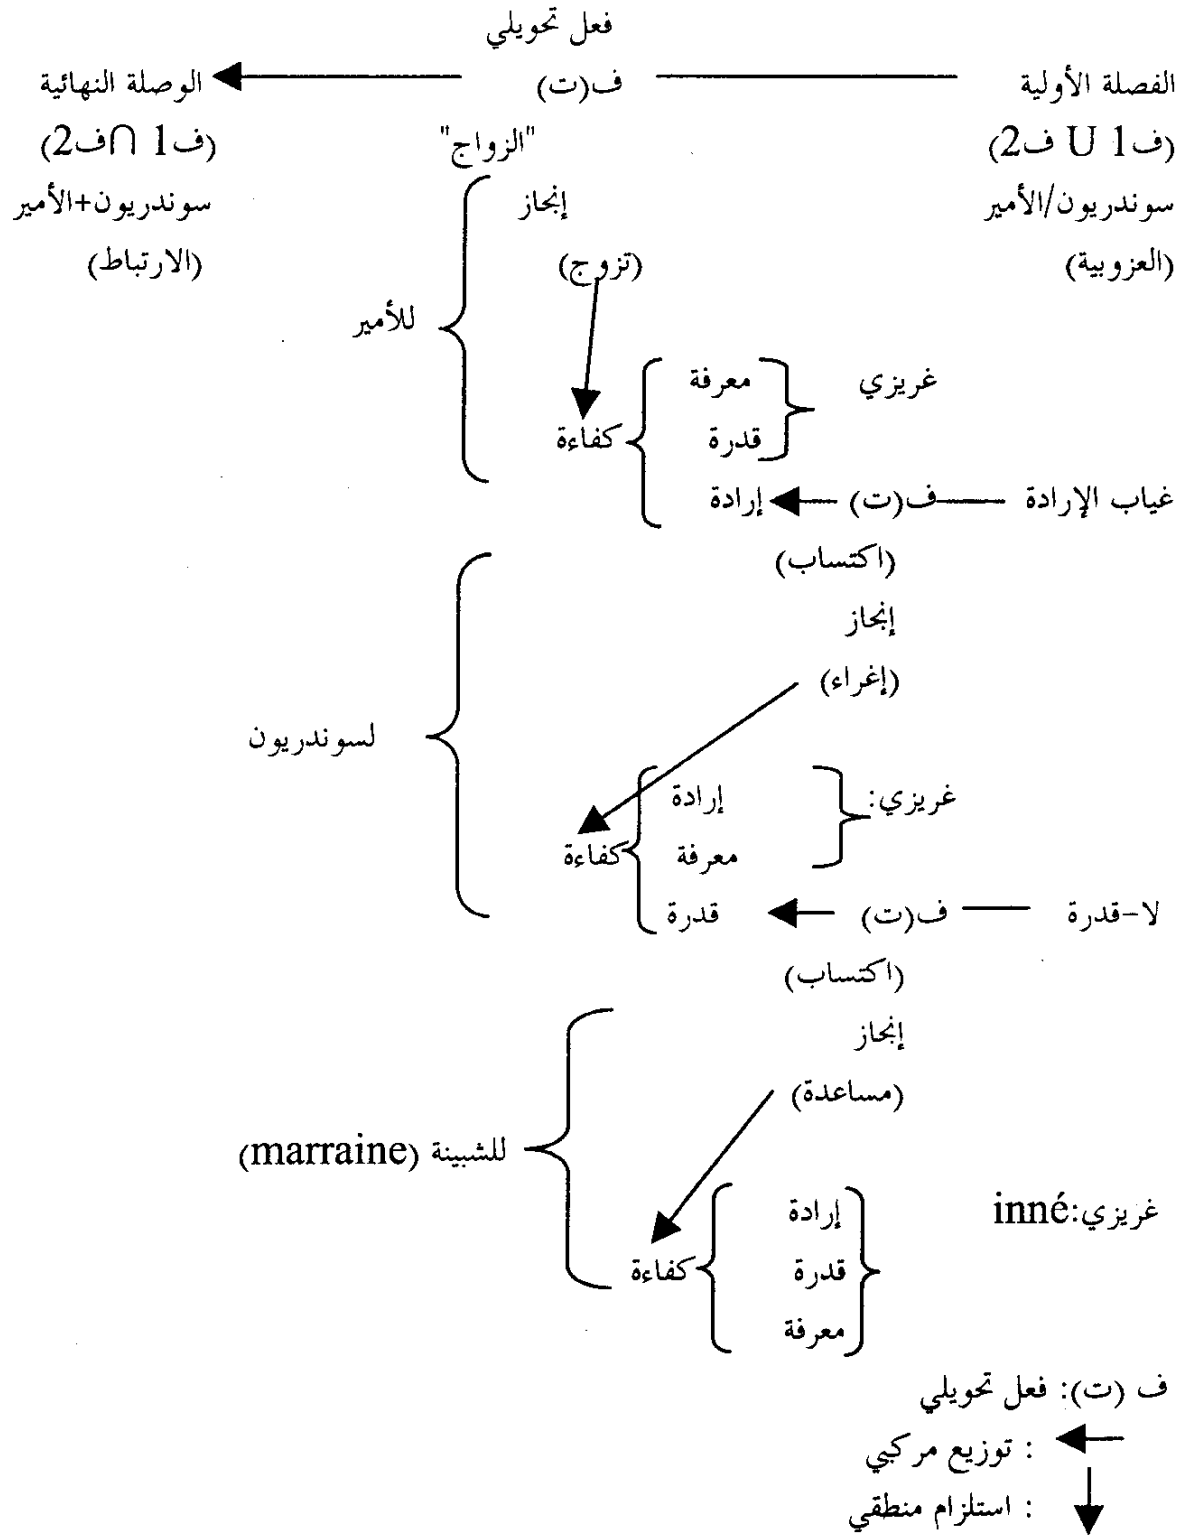 فعل تحويلي
الفصلة الأولية ف(ت) الوصلة النهائية
(ف1 U ف2) "الزواج" (ف1 ∩ف2)
سوندريون/الأمير إنجاز سوندريون+الأمير
(العزوبية) (تزوج) (الارتباط)
للأمير
غريزي معرفة
قدرة كفاءة
غياب الإرادة ف(ت) إرادة
(اكتساب)
إنجاز
(إغراء)
لسوندريون
غريزي: إرادة
معرفة كفاءة
لا-قدرة ف(ت) قدرة
(اكتساب)
إنجاز
(مساعدة)
للشبينة (marraine)
غريزي:inné إرادة
قدرة كفاءة
معرفة
ف (ت): فعل تحويلي
: توزيع مركبي
: استلزام منطقي